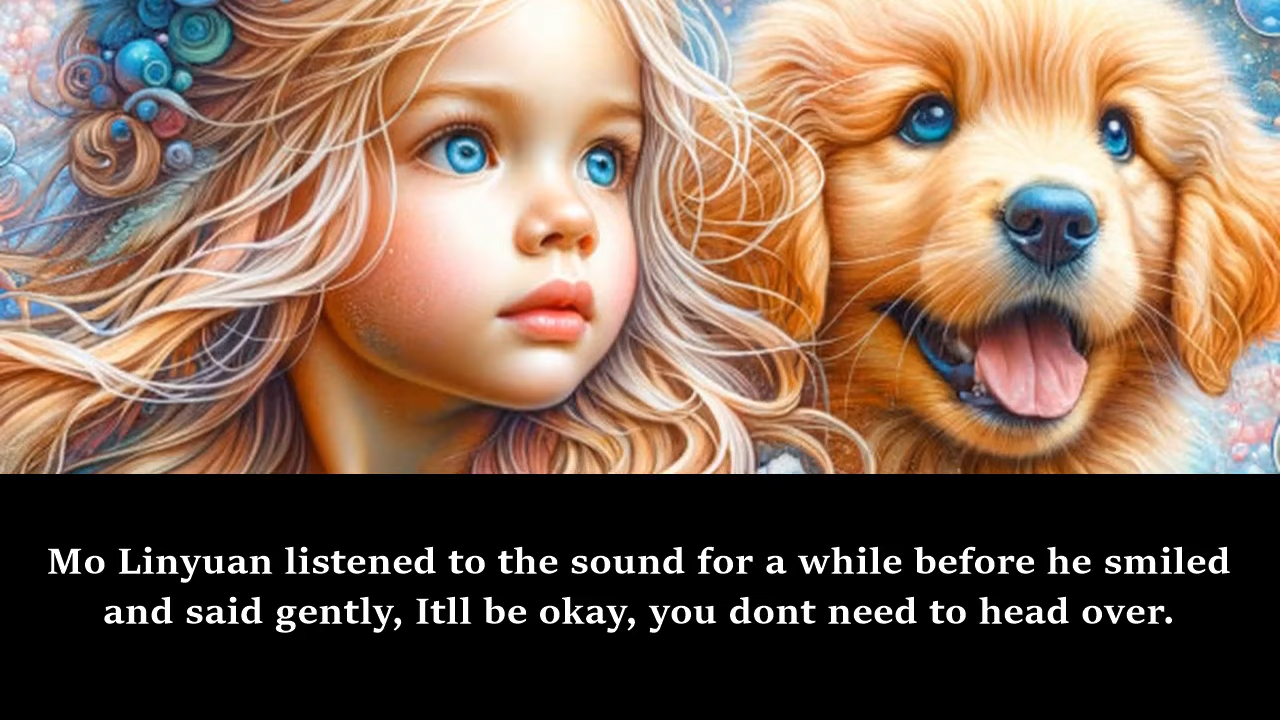 Mo Linyuan listened to the sound for a while before he smiled
and said gently, Itll be okay, you dont need to head over.